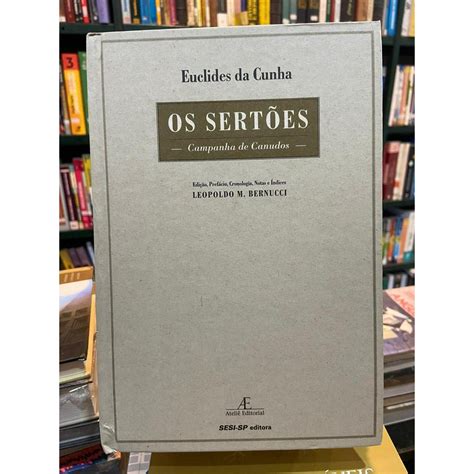 Euclides da Cunha
OS SERTÕES
— Campanha de Canudos —
Edição, Prefácio, Cronologia, Notas e Índices
LEOPOLDO M. BERNUCCI
Æ
Ateliê Editorial
SESI-SP editora
3